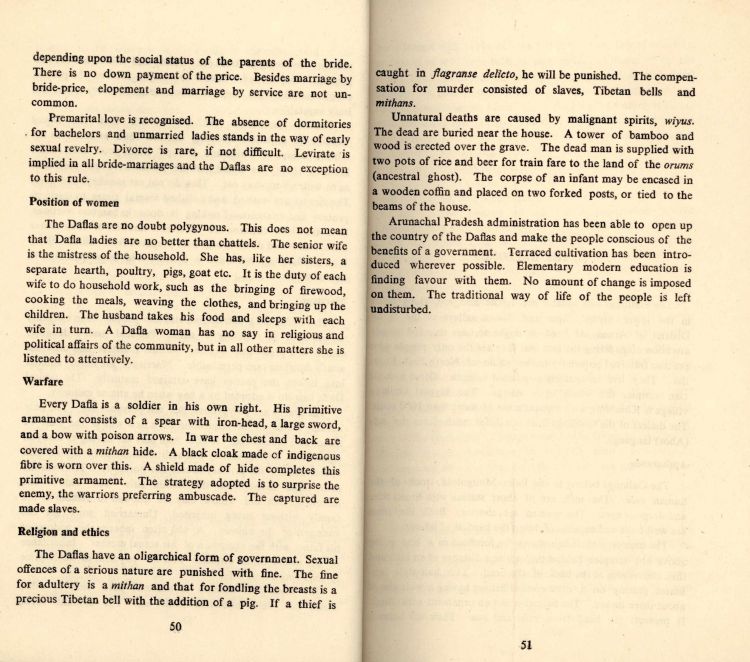 depending upon the social status of the parents of the bride.
There is no down payment of the price. Besides marriage by
bride-price, elopement and marriage by service are not un-
common.
Premarital love is recognised. The absence of dormitories
for bachelors and unmarried ladies stands in the way of early
sexual revelry. Divorce is rare, if not difficult. Levirate is
implied in all bride-marriages and the Daflas are no exception
to this rule.
Position of women
The Daflas are no doubt polygynous. This does not mean
that Dafla ladies are no better than chattels. The senior wife
is the mistress of the household. She has, like her sisters, a
separate hearth, poultry, pigs, goat etc. It is the duty of each
wife to do household work, such as the bringing of firewood,
cooking the meals, weaving the clothes, and bringing up the
children. The husband takes his food and sleeps with each
wife in turn. A Dafla woman has no say in religious and
political affairs of the community, but in all other matters she is
listened to attentively.
Warfare
Every Dafla is a soldier in his own right. His primitive
armament consists of a spear with iron-head, a large sword,
and a bow with poison arrows. In war the chest and back are
covered with a mithan hide. A black cloak made of indigenous
fibre is worn over this. A shield made of hide completes this
primitive armament. The strategy adopted is to surprise the
enemy, the warriors preferring ambuscade. The captured are
made slaves.
Religion and ethics
The Daflas have an oligarchical form of government. Sexual
offences of a serious nature are punished with fine. The fine
for adultery is a mithan and that for fondling the breasts is a
precious Tibetan bell with the addition of a pig. If a thief is
50
caught in flagranse delicto, he will be punished. The compen-
sation for murder consisted of slaves, Tibetan bells and
mithans.
Unnatural deaths are caused by malignant spirits, wiyus.
The dead are buried near the house. A tower of bamboo and
wood is erected over the grave. The dead man is supplied with
two pots of rice and beer for train fare to the land of the orums
(ancestral ghost). The corpse of an infant may be encased in
a wooden coffin and placed on two forked posts, or tied to the
beams of the house.
Arunachal Pradesh administration has been able to open up
the country of the Daflas and make the people conscious of the
benefits of a government. Terraced cultivation has been intro-
duced wherever possible. Elementary modern education is
finding favour with them. No amount of change is imposed
on them. The traditional way of life of the people is left
undisturbed.
51